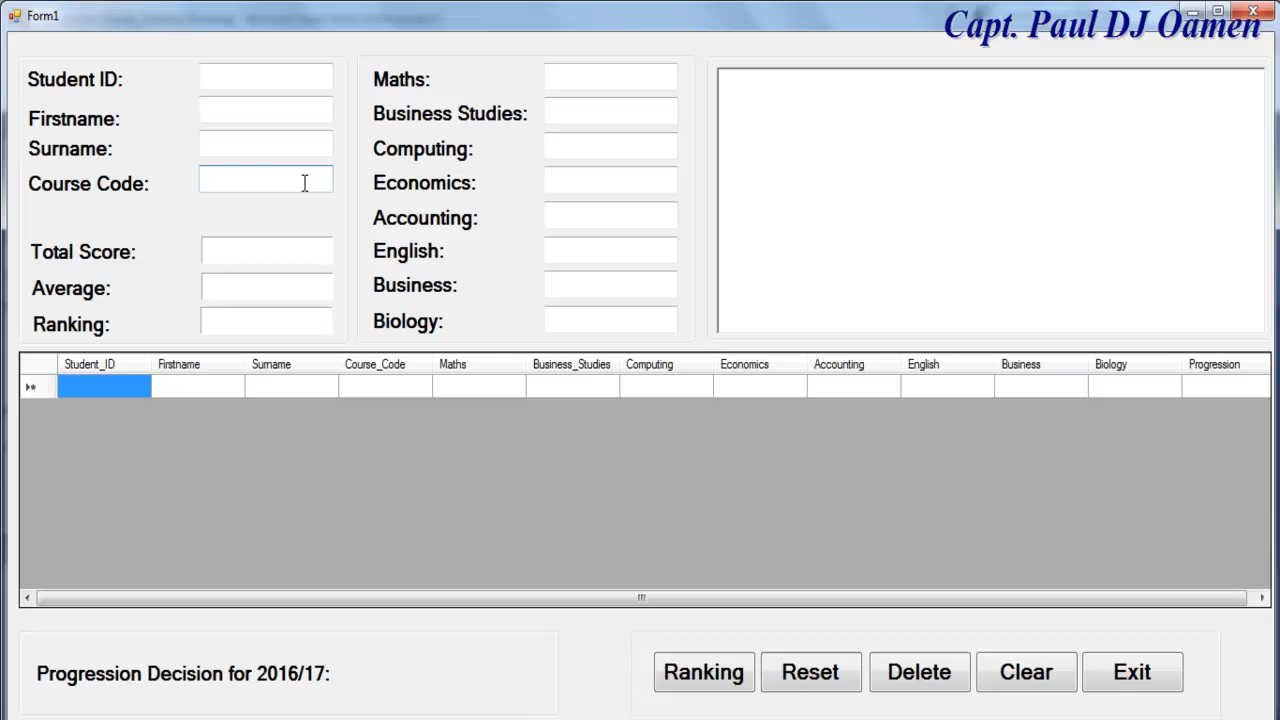 Form1
Capt. Paul DJ Oamen
Student ID:
Firstname:
Surname:
Course Code:
Total Score:
Average:
Ranking:
Maths:
Business Studies:
Computing:
Economics:
Accounting:
English:
Business:
Biology:
Student_ID Firstname Surname Course_Code Maths Business_Studies Computing Economics Accounting English Business Biology Progression
Progression Decision for 2016/17:
Ranking Reset Delete Clear Exit